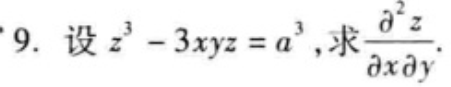 9. 设 z³ − 3xyz = a³ ,求 ∂²z/∂x∂y.